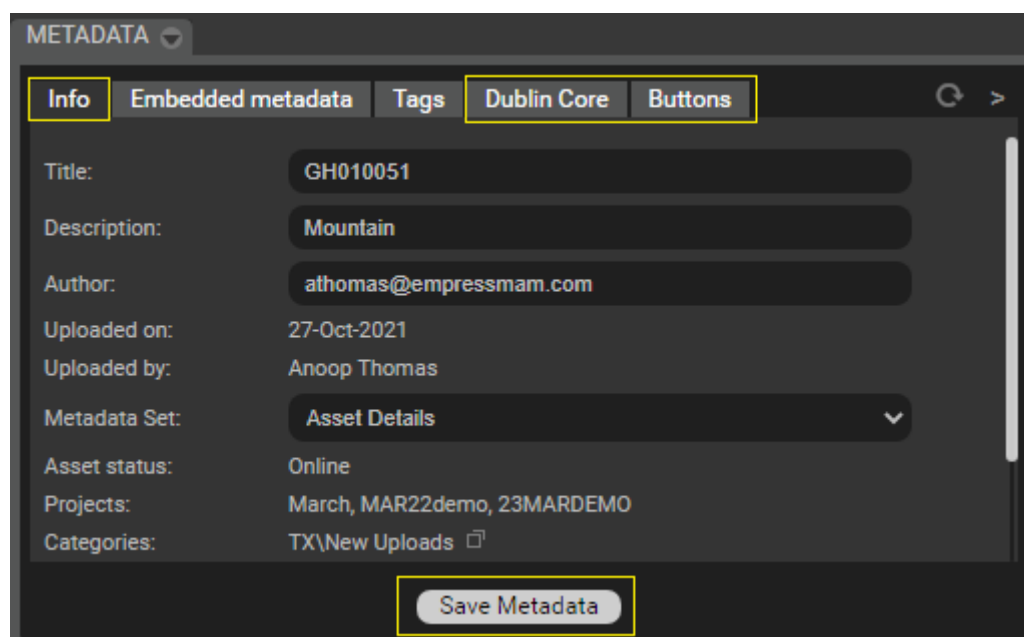 METADATA
Info Embedded metadata Tags Dublin Core Buttons >
Title: GH010051
Description: Mountain
Author: athomas@empressmam.com
Uploaded on: 27-Oct-2021
Uploaded by: Anoop Thomas
Metadata Set: Asset Details
Asset status: Online
Projects: March, MAR22demo, 23MARDEMO
Categories: TX\New Uploads
Save Metadata